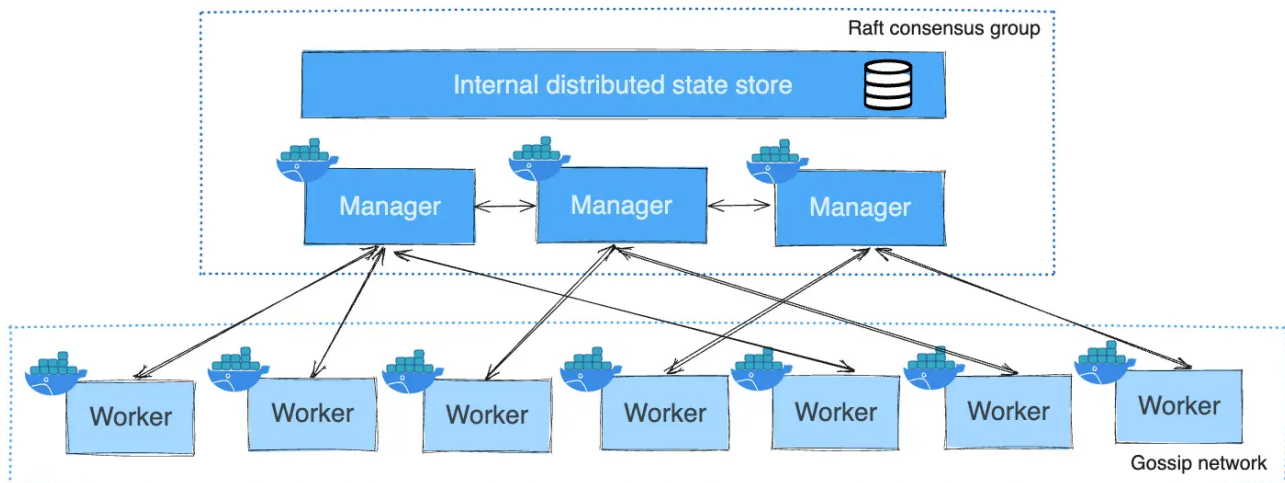 Raft consensus group
Internal distributed state store
Manager
Manager
Manager
Worker
Worker
Worker
Worker
Worker
Worker
Worker
Gossip network